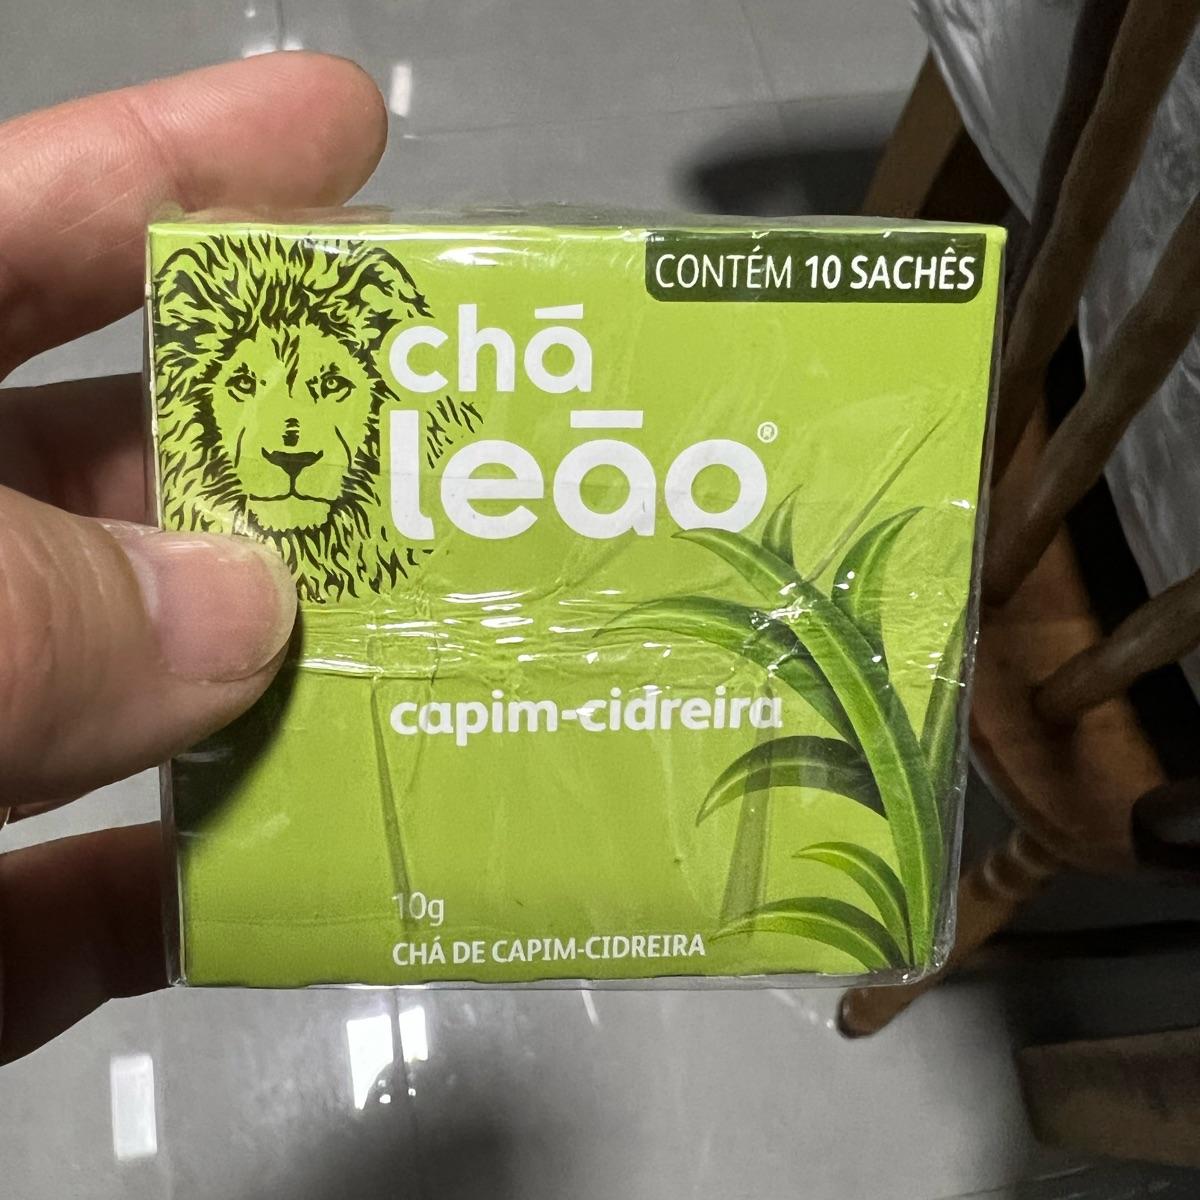 CONTÉM 10 SACHÊS
chá
leão®
capim-cidreira
10g
CHÁ DE CAPIM-CIDREIRA